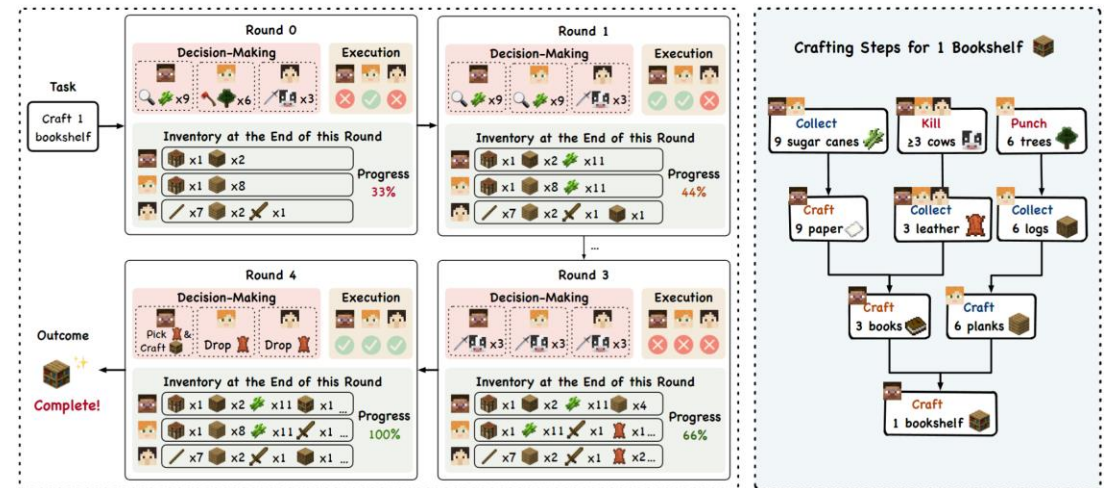 Task
Craft 1
bookshelf
Round 0
Decision-Making
Execution
x9
x6
x3
Inventory at the End of this Round
x1 x2
x1 x8
x7 x2 x1
Progress
33%
Round 1
Decision-Making
Execution
x9
x9
x3
Inventory at the End of this Round
x1 x2 x11
x1 x8 x11
x7 x2 x1 x1
Progress
44%
...
Round 4
Decision-Making
Execution
Pick &
Craft
Drop
Drop
Inventory at the End of this Round
x1 x2 x11 x1 ...
x1 x8 x11 x1 ...
x7 x2 x1 x1 ...
Progress
100%
Round 3
Decision-Making
Execution
x3
x3
x3
Inventory at the End of this Round
x1 x2 x11 x4
x1 x11 x1 x1...
x7 x2 x1 x2...
Progress
66%
Outcome
Complete!
Crafting Steps for 1 Bookshelf
Collect
9 sugar canes
Kill
≥3 cows
Punch
6 trees
Craft
9 paper
Collect
3 leather
Collect
6 logs
Craft
3 books
Craft
6 planks
Craft
1 bookshelf